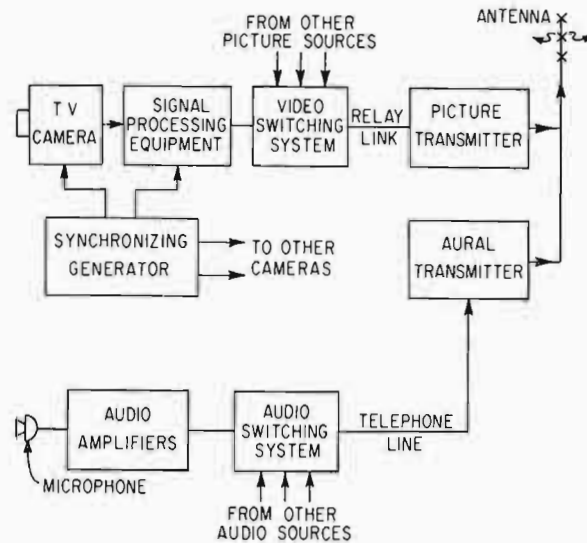 FROM OTHER
PICTURE SOURCES
ANTENNA
TV
CAMERA
SIGNAL
PROCESSING
EQUIPMENT
VIDEO
SWITCHING
SYSTEM
RELAY
LINK
PICTURE
TRANSMITTER
SYNCHRONIZING
GENERATOR
TO OTHER
CAMERAS
AURAL
TRANSMITTER
AUDIO
AMPLIFIERS
AUDIO
SWITCHING
SYSTEM
TELEPHONE
LINE
MICROPHONE
FROM OTHER
AUDIO SOURCES